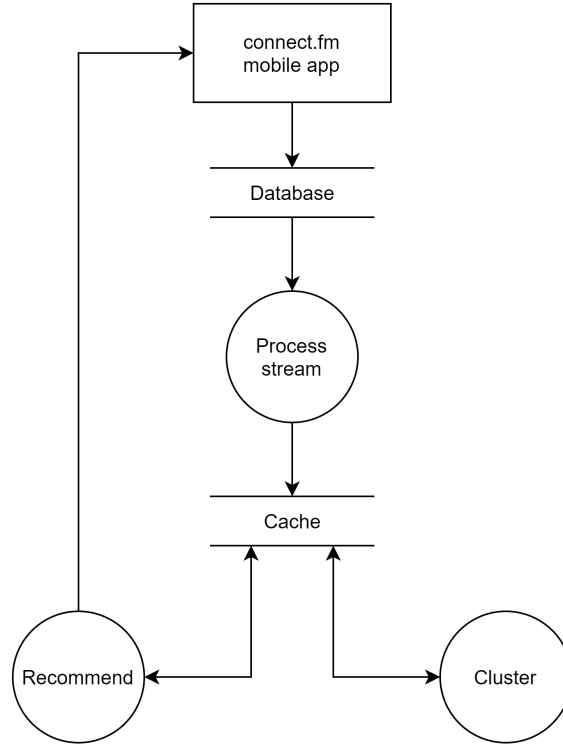 connect.fm
mobile app
Database
Process
stream
Cache
Recommend
Cluster